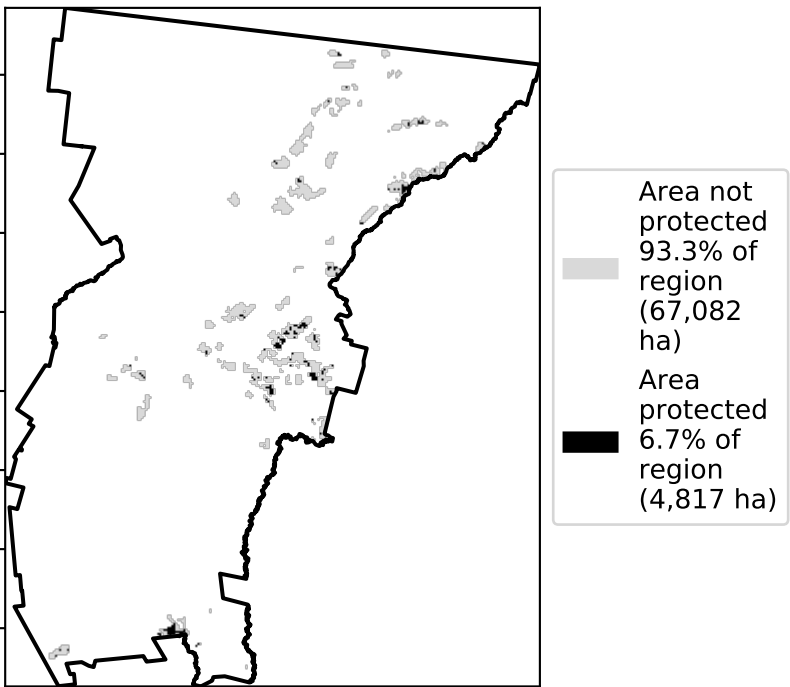 Area not
protected
93.3% of
region
(67,082
ha)
Area
protected
6.7% of
region
(4,817 ha)